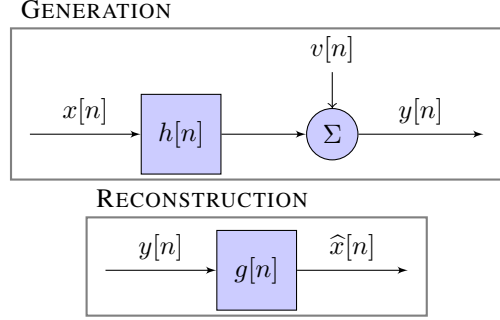 GENERATION
v[n]
x[n] h[n] Σ y[n]
RECONSTRUCTION
y[n] g[n] x̂[n]